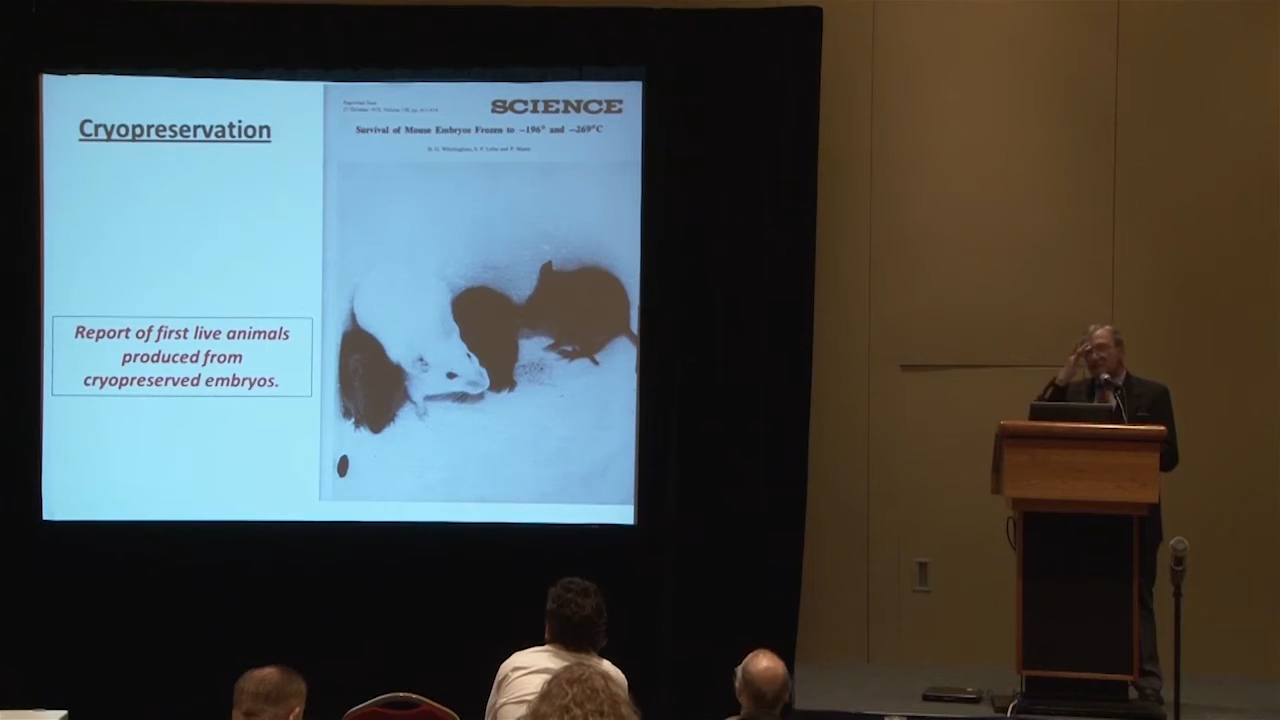 Cryopreservation
Report of first live animals
produced from
cryopreserved embryos.
SCIENCE
Survival of Mouse Embryos Frozen to −196° and −269°C